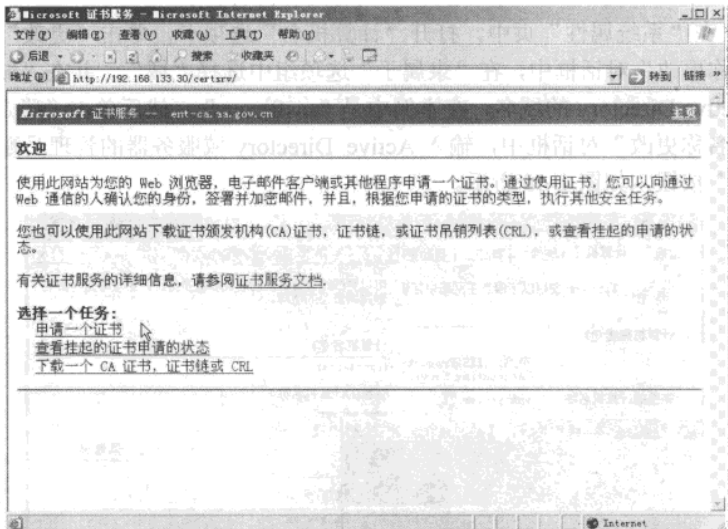 Microsoft 证书服务 - Microsoft Internet Explorer
文件(F) 编辑(E) 查看(V) 收藏(A) 工具(T) 帮助(H)
后退 搜索 收藏夹
地址(D) http://192.168.133.30/certsrv/ 转到 链接 »
Microsoft 证书服务 -- ent-ca.sa.gov.cn 主页
欢迎
使用此网站为您的 Web 浏览器，电子邮件客户端或其他程序申请一个证书。通过使用证书，您可以向通过
Web 通信的人确认您的身份，签署并加密邮件，并且，根据您申请的证书的类型，执行其他安全任务。
您也可以使用此网站下载证书颁发机构(CA)证书，证书链，或证书吊销列表(CRL)，或查看挂起的申请的状
态。
有关证书服务的详细信息，请参阅证书服务文档.
选择一个任务：
申请一个证书
查看挂起的证书申请的状态
下载一个 CA 证书，证书链或 CRL
Internet